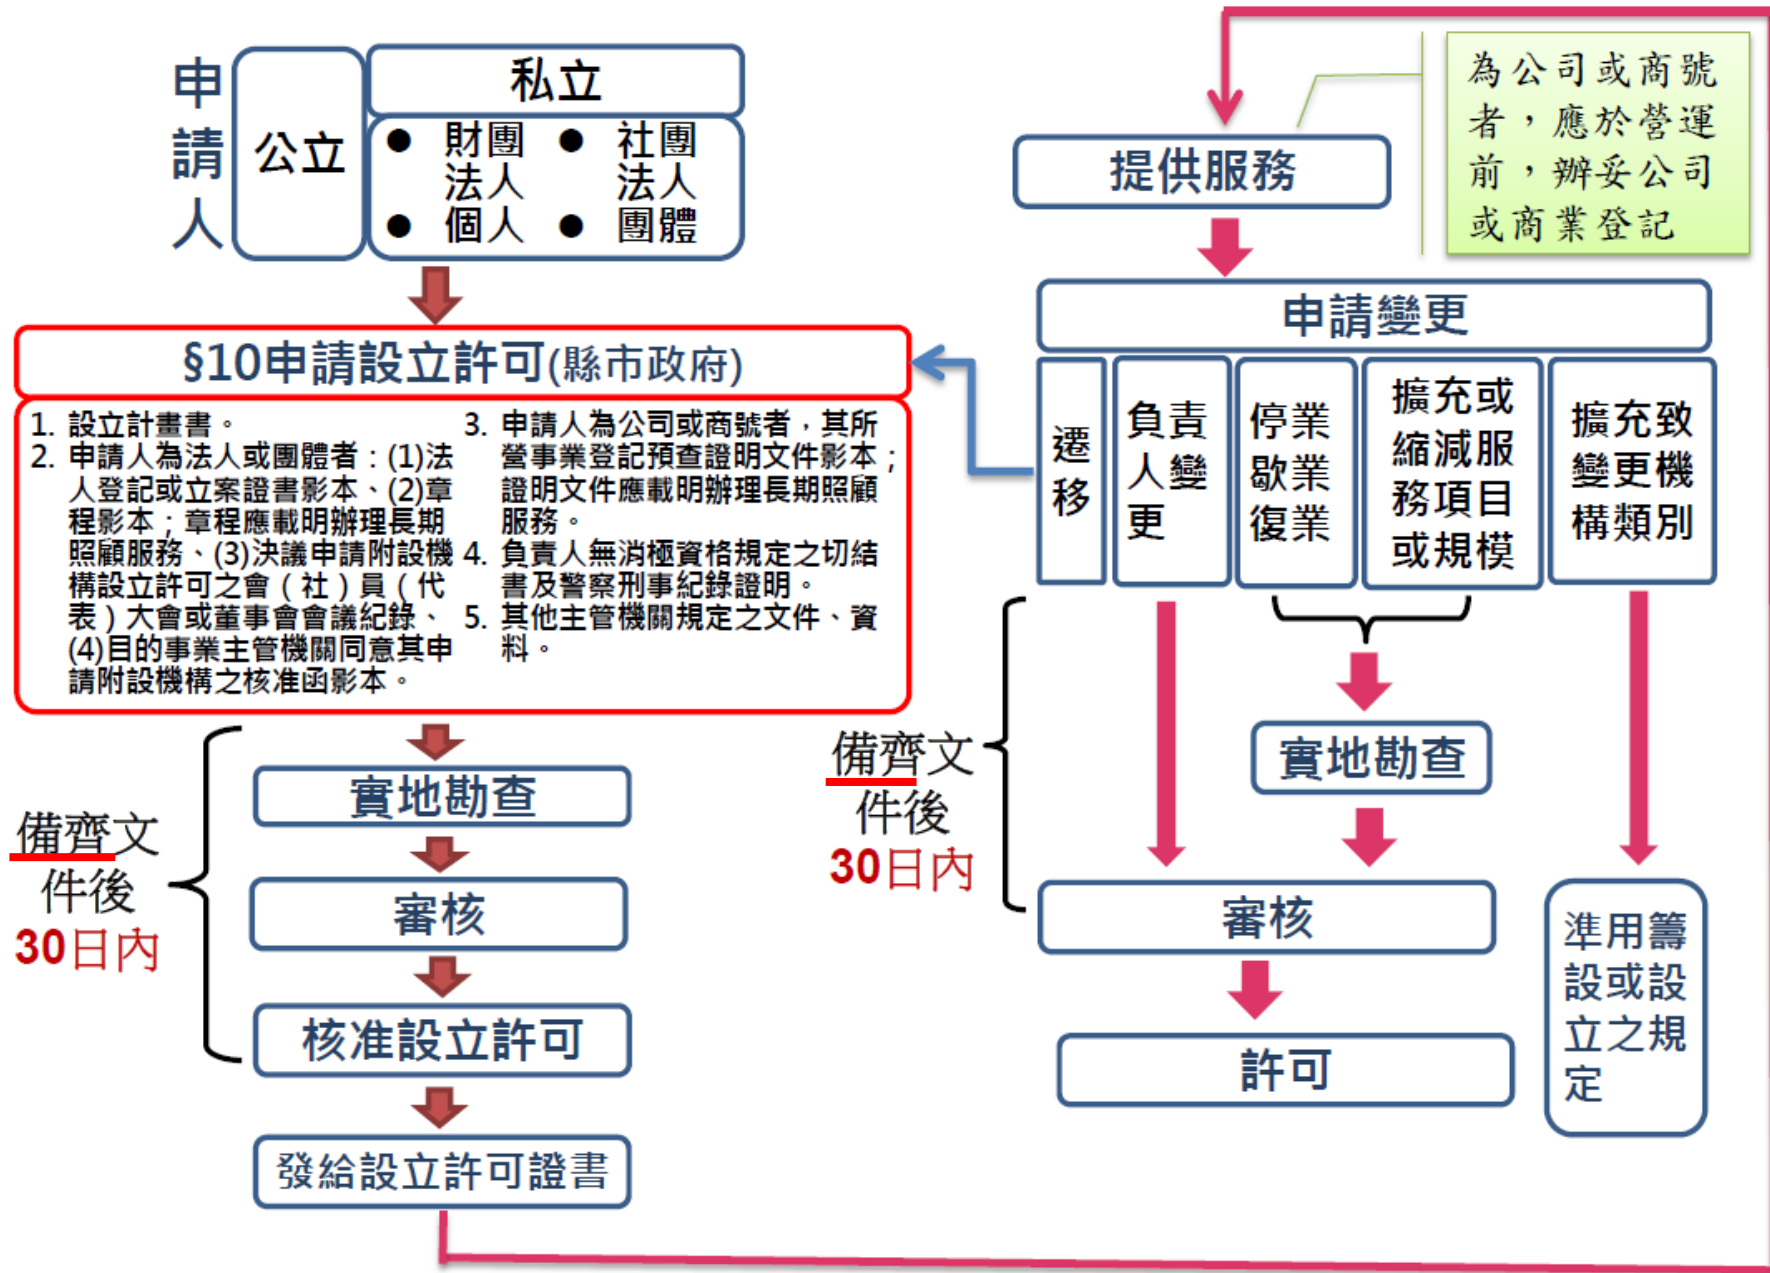 申
請
人
公立
私立
● 財團
法人
● 個人
● 社團
法人
● 團體
§10申請設立許可(縣市政府)
1. 設立計畫書。
2. 申請人為法人或團體者：(1)法
人登記或立案證書影本、(2)章
程影本；章程應載明辦理長期
照顧服務、(3)決議申請附設機
構設立許可之會（社）員（代
表）大會或董事會會議紀錄、
(4)目的事業主管機關同意其申
請附設機構之核准函影本。
3. 申請人為公司或商號者，其所
營事業登記預查證明文件影本；
證明文件應載明辦理長期照顧
服務。
4. 負責人無消極資格規定之切結
書及警察刑事紀錄證明。
5. 其他主管機關規定之文件、資
料。
備齊文
件後
30日內
實地勘查
審核
核准設立許可
發給設立許可證書
提供服務
為公司或商號
者，應於營運
前，辦妥公司
或商業登記
申請變更
遷
移
負責
人變
更
停業
歇業
復業
擴充或
縮減服
務項目
或規模
擴充致
變更機
構類別
備齊文
件後
30日內
實地勘查
審核
許可
準用籌
設或設
立之規
定